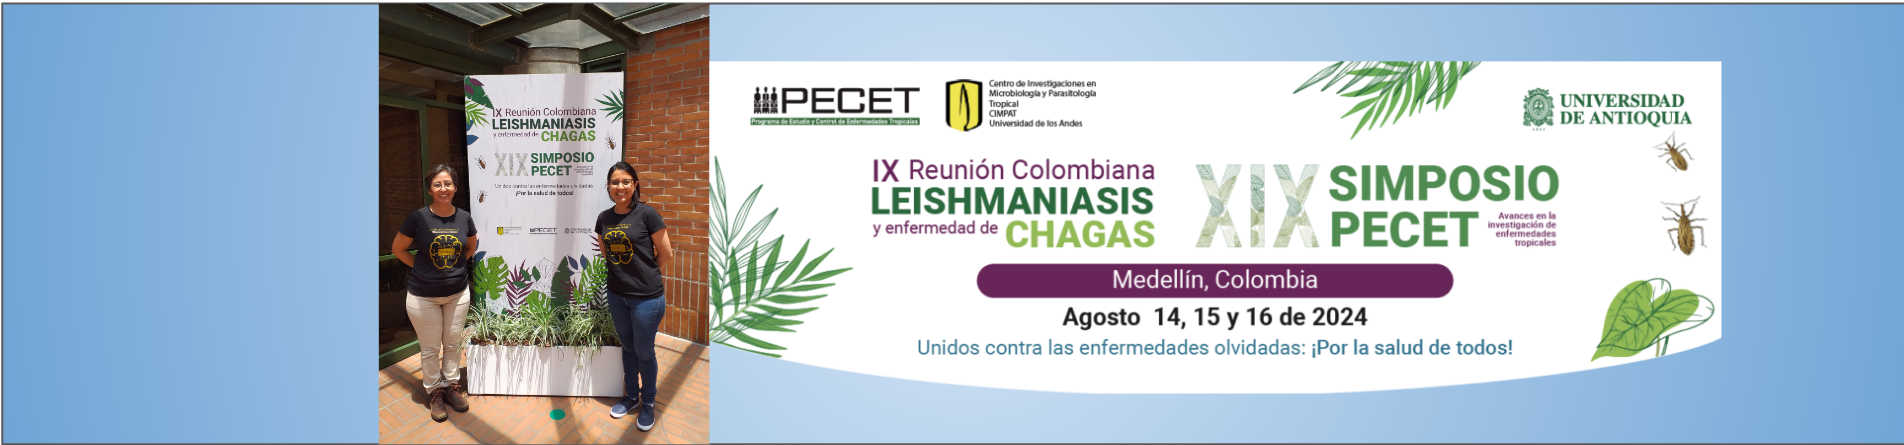 IX Reunión Colombiana
LEISHMANIASIS
y enfermedad de CHAGAS
XIX SIMPOSIO
PECET
Unidos contra las enfermedades olvidadas
¡Por la salud de todos!
PECET
PECET
Programa de Estudio y Control de Enfermedades Tropicales
Centro de Investigaciones en
Microbiología y Parasitología
Tropical
CIMPAT
Universidad de los Andes
UNIVERSIDAD
DE ANTIOQUIA
IX Reunión Colombiana
LEISHMANIASIS
y enfermedad de CHAGAS
XIX SIMPOSIO
PECET
Avances en la
investigación de
enfermedades
tropicales
Medellín, Colombia
Agosto 14, 15 y 16 de 2024
Unidos contra las enfermedades olvidadas: ¡Por la salud de todos!